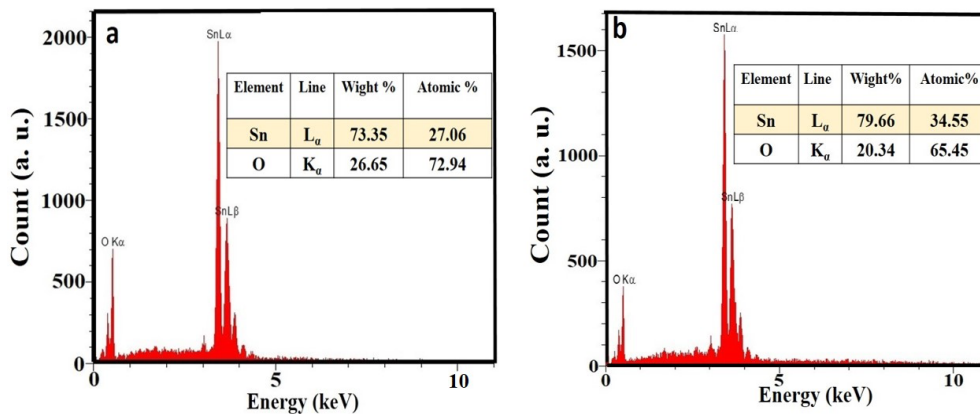 a
Count (a. u.)
2000
1500
1000
500
0
SnLα
SnLβ
O Kα
Element Line Wight % Atomic %
Sn Lα 73.35 27.06
O Kα 26.65 72.94
0 5 10
Energy (keV)
b
Count (a. u.)
1500
1000
500
0
SnLα
SnLβ
O Kα
Element Line Wight% Atomic%
Sn Lα 79.66 34.55
O Kα 20.34 65.45
0 5 10
Energy (keV)